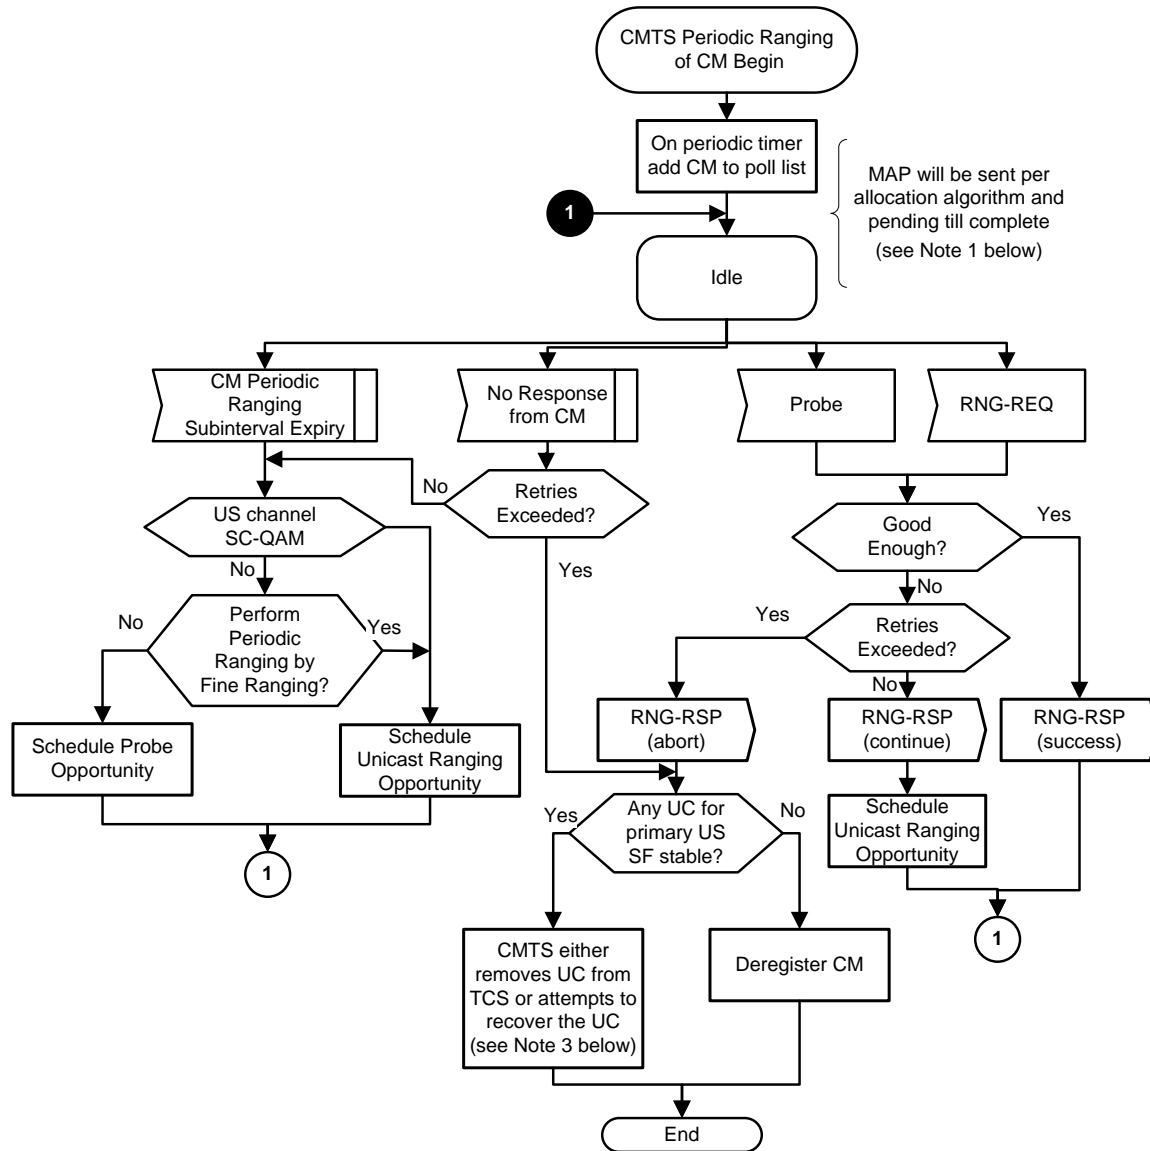 CMTS Periodic Ranging
of CM Begin
On periodic timer
add CM to poll list
MAP will be sent per
allocation algorithm and
pending till complete
(see Note 1 below)
1
Idle
CM Periodic
Ranging
Subinterval Expiry
No Response
from CM
Probe
RNG-REQ
No
Retries
Exceeded?
US channel
SC-QAM
Good
Enough?
Yes
No
Yes
No
No
Perform
Periodic
Ranging by
Fine Ranging?
Yes
Yes
Retries
Exceeded?
No
Schedule Probe
Opportunity
Schedule
Unicast Ranging
Opportunity
RNG-RSP
(abort)
RNG-RSP
(continue)
RNG-RSP
(success)
Yes
Any UC for
primary US
SF stable?
No
Schedule
Unicast Ranging
Opportunity
1
1
CMTS either
removes UC from
TCS or attempts to
recover the UC
(see Note 3 below)
Deregister CM
End